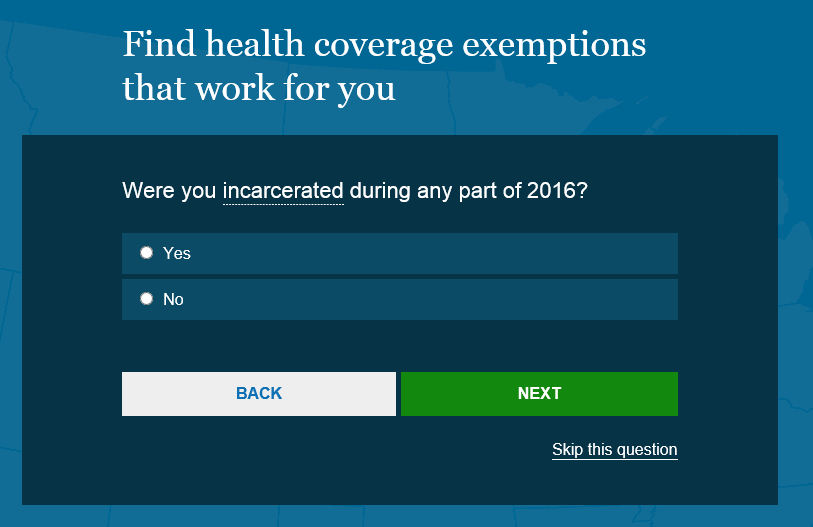 Find health coverage exemptions
that work for you
Were you incarcerated during any part of 2016?
Yes
No
BACK
NEXT
Skip this question